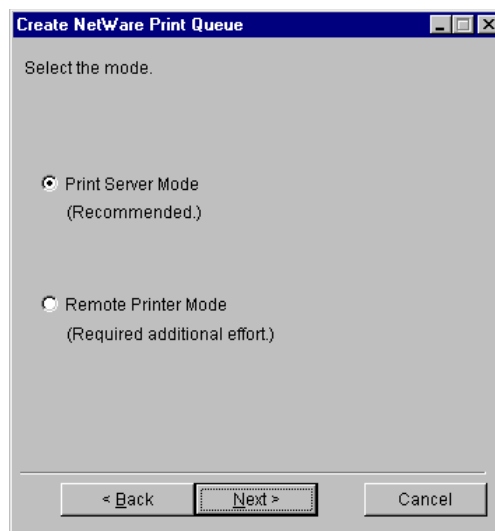 Create NetWare Print Queue
Select the mode.
Print Server Mode
(Recommended.)
Remote Printer Mode
(Required additional effort.)
< Back
Next >
Cancel